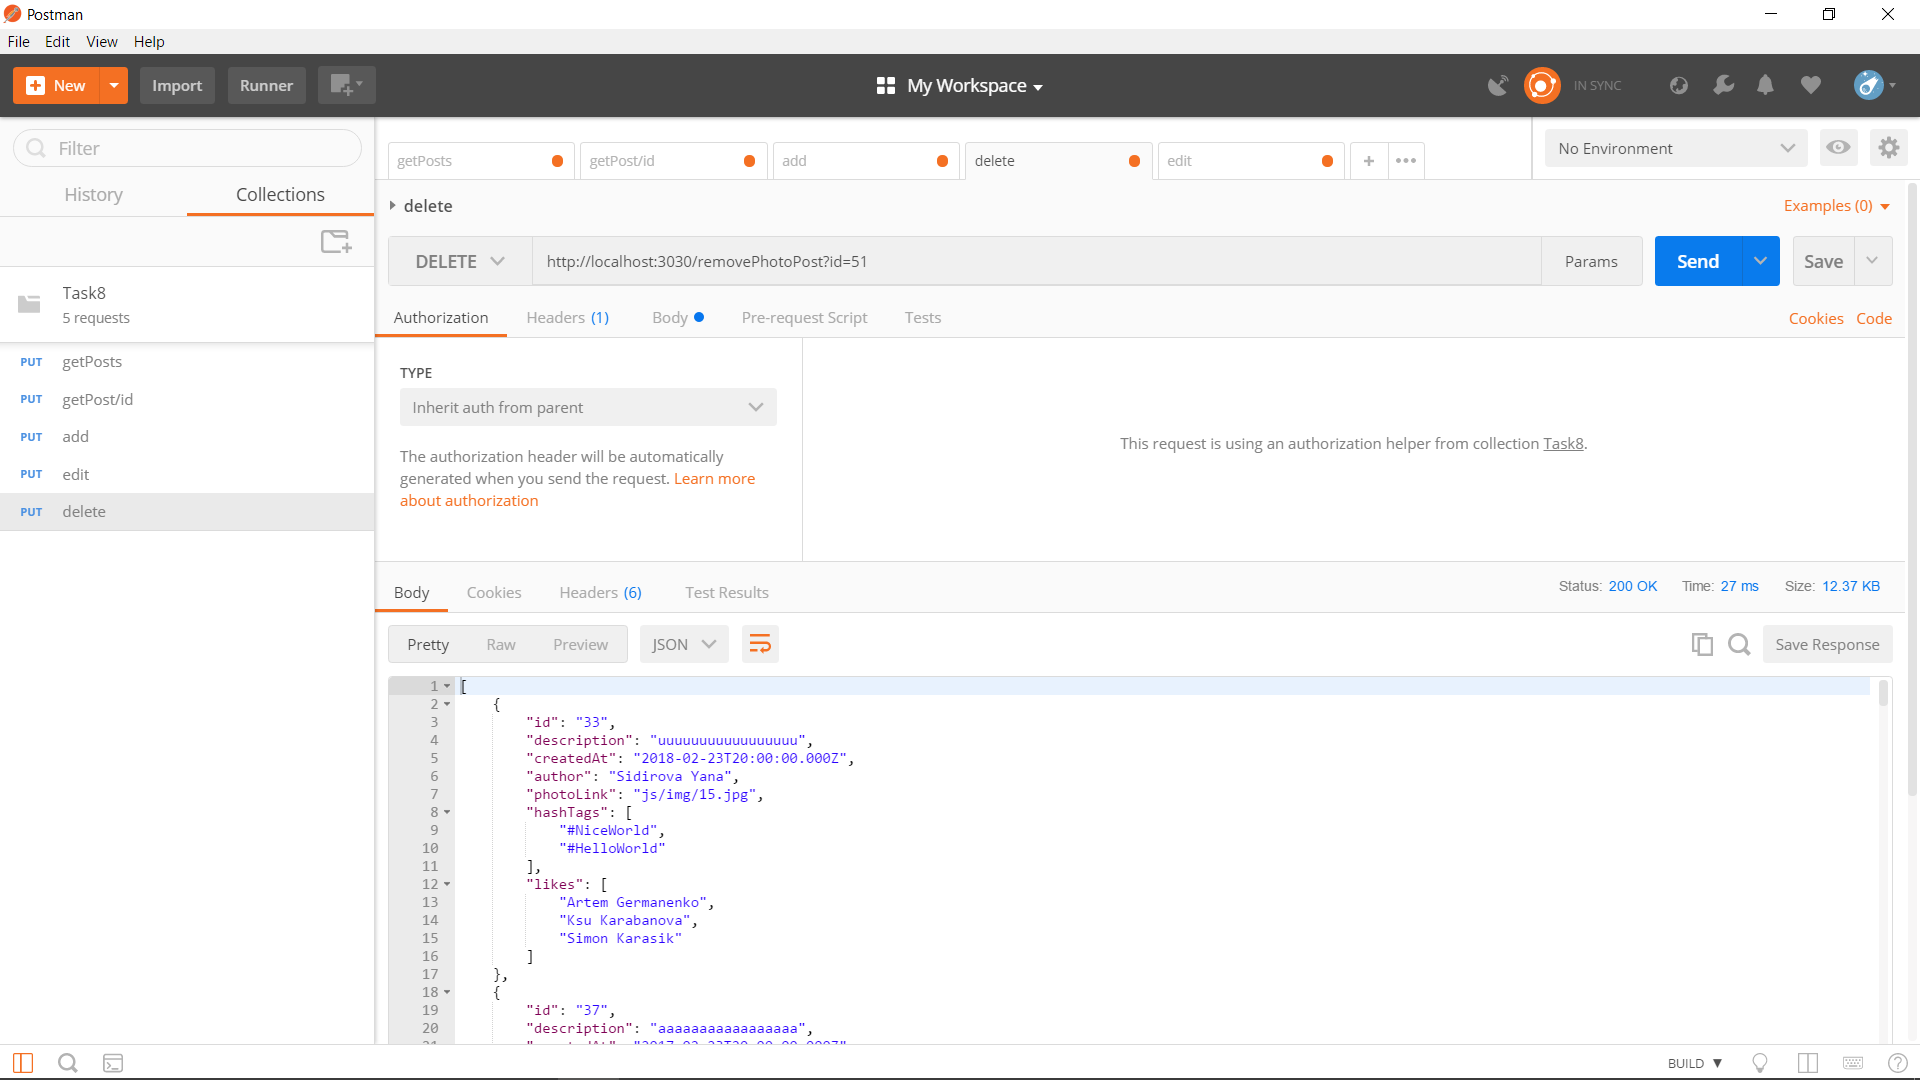 Postman
File Edit View Help
New Import Runner My Workspace IN SYNC
Filter
History Collections
Task8
5 requests
PUT getPosts
PUT getPost/id
PUT add
PUT edit
PUT delete
getPosts getPost/id add delete edit + •••
No Environment
delete
Examples (0)
DELETE http://localhost:3030/removePhotoPost?id=51 Params Send Save
Authorization Headers (1) Body Pre-request Script Tests Cookies Code
TYPE
Inherit auth from parent
The authorization header will be automatically
generated when you send the request. Learn more
about authorization
This request is using an authorization helper from collection Task8.
Body Cookies Headers (6) Test Results Status: 200 OK Time: 27 ms Size: 12.37 KB
Pretty Raw Preview JSON Save Response
1 [
2 {
3 "id": "33",
4 "description": "uuuuuuuuuuuuuuuuu",
5 "createdAt": "2018-02-23T20:00:00.000Z",
6 "author": "Sidirova Yana",
7 "photoLink": "js/img/15.jpg",
8 "hashTags": [
9 "#NiceWorld",
10 "#HelloWorld"
11 ],
12 "likes": [
13 "Artem Germanenko",
14 "Ksu Karabanova",
15 "Simon Karasik"
16 ]
17 },
18 {
19 "id": "37",
20 "description": "aaaaaaaaaaaaaaaaa",
BUILD ▼